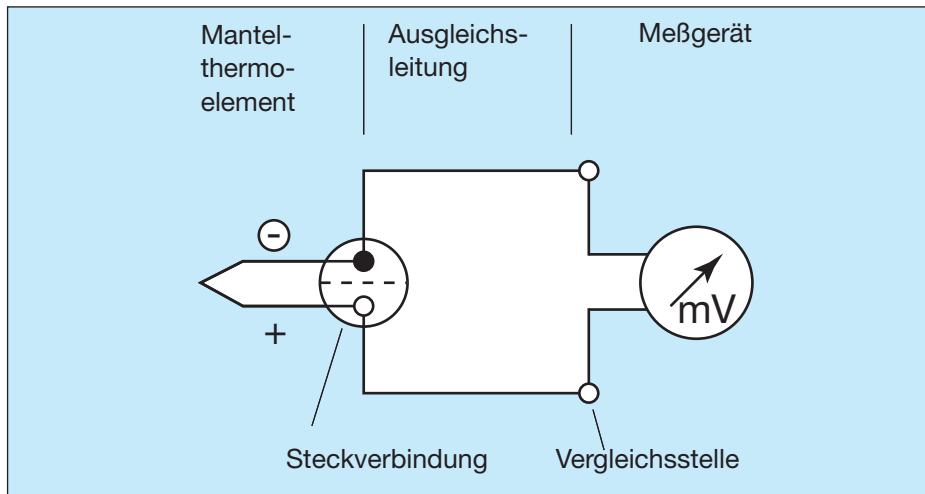 Mantel-
thermo-
element
Ausgleichs-
leitung
Meßgerät
-
+
mV
Steckverbindung
Vergleichsstelle